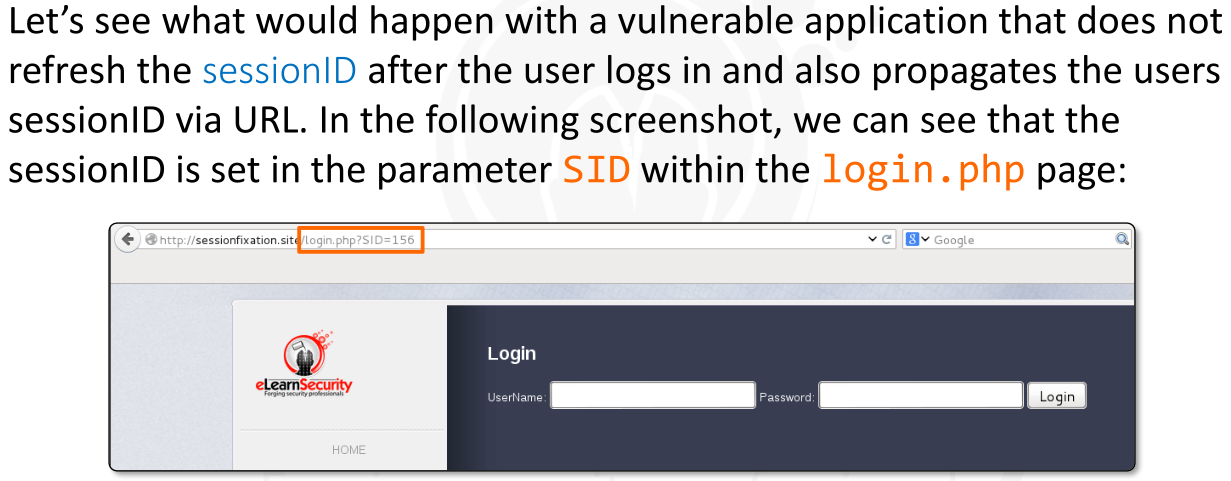 Let’s see what would happen with a vulnerable application that does not
refresh the sessionID after the user logs in and also propagates the users
sessionID via URL. In the following screenshot, we can see that the
sessionID is set in the parameter SID within the login.php page:
http://sessionfixation.site/login.php?SID=156
Google
eLearnSecurity
Forging security professionals
HOME
Login
UserName:
Password:
Login